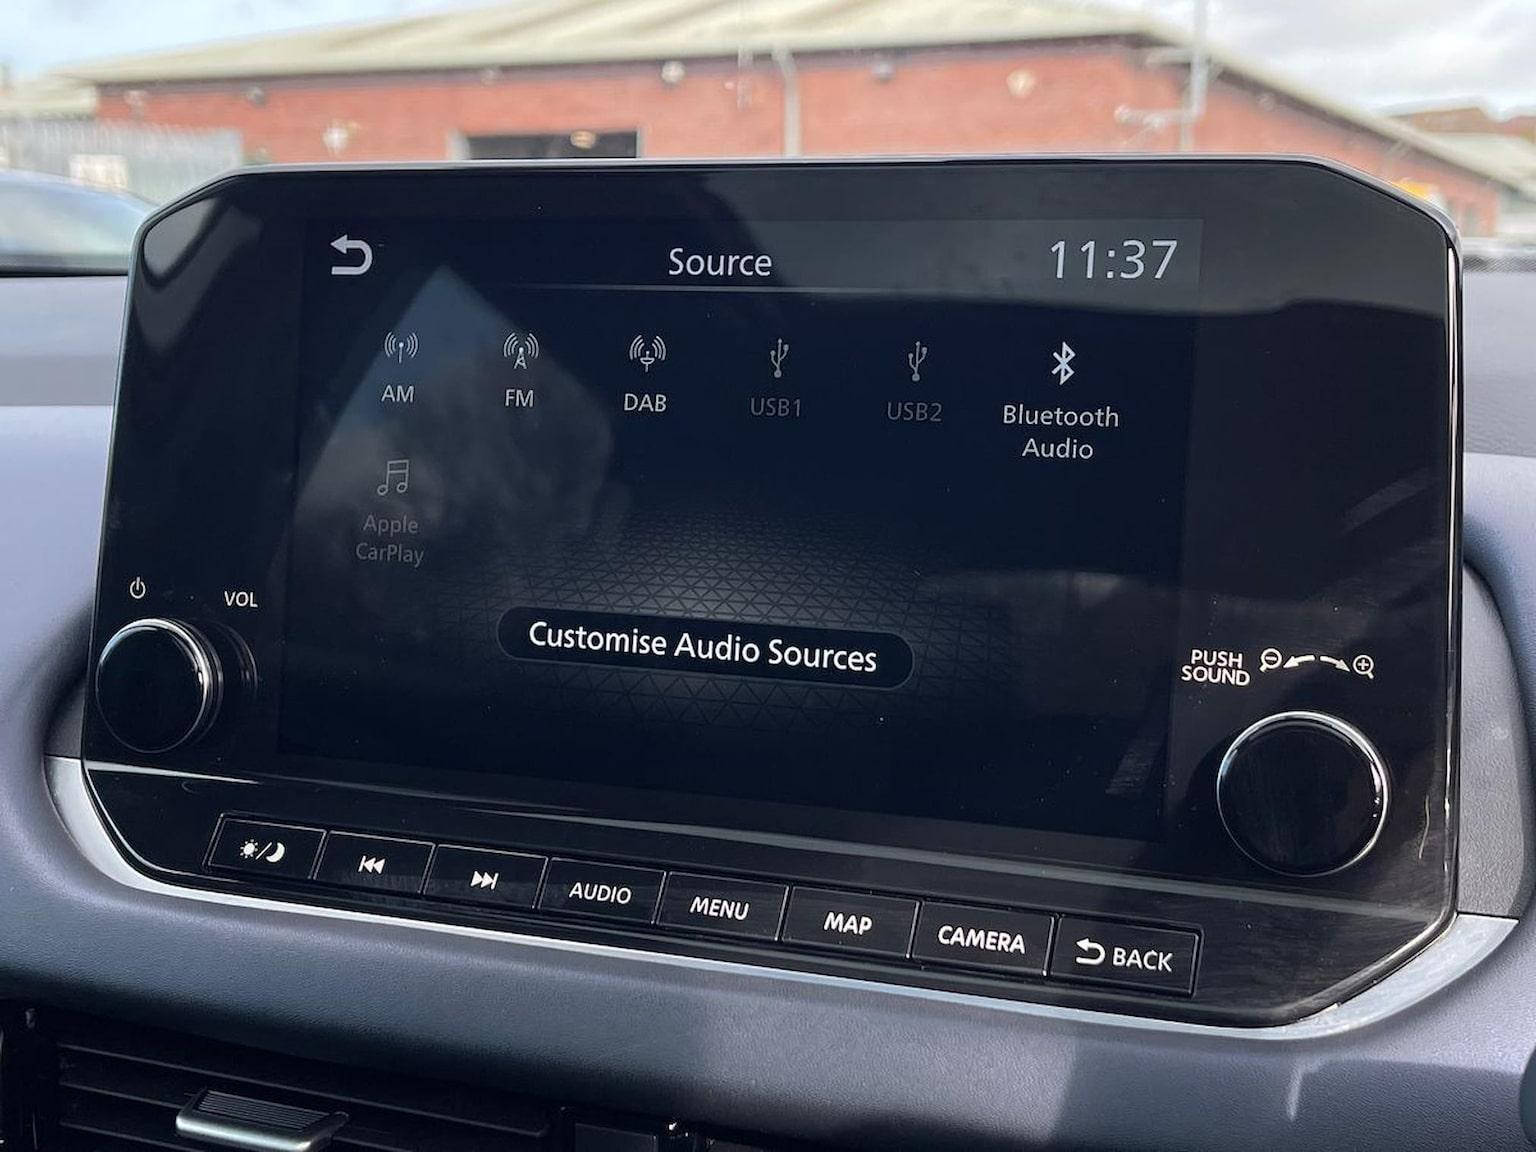 Source
11:37
AM
FM
DAB
USB1
USB2
Bluetooth
Audio
Apple
CarPlay
Customise Audio Sources
VOL
PUSH
SOUND
AUDIO
MENU
MAP
CAMERA
BACK